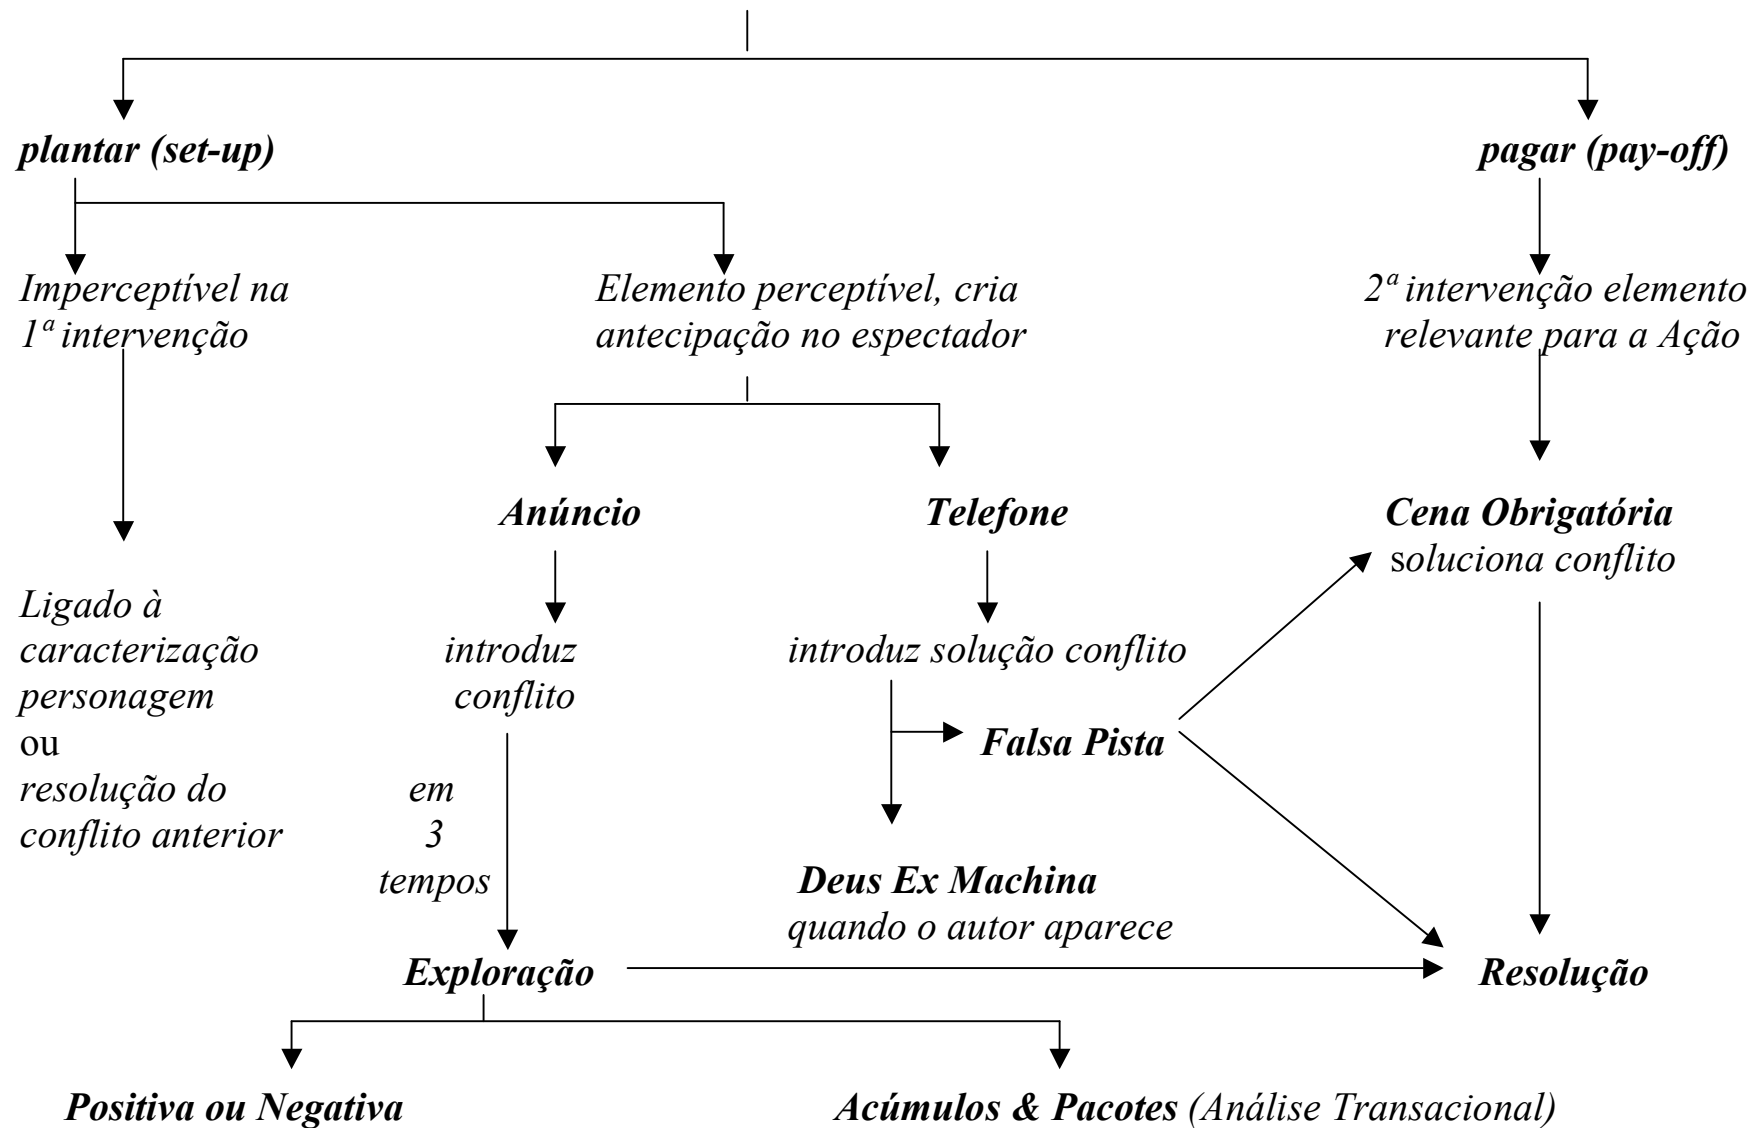 plantar (set-up)
pagar (pay-off)
Imperceptível na
1ª intervenção
Elemento perceptível, cria
antecipação no espectador
2ª intervenção elemento
relevante para a Ação
Anúncio
Telefone
Cena Obrigatória
soluciona conflito
Ligado à
caracterização
personagem
ou
resolução do
conflito anterior
introduz
conflito
introduz solução conflito
Falsa Pista
em
3
tempos
Deus Ex Machina
quando o autor aparece
Exploração
Resolução
Positiva ou Negativa
Acúmulos & Pacotes (Análise Transacional)